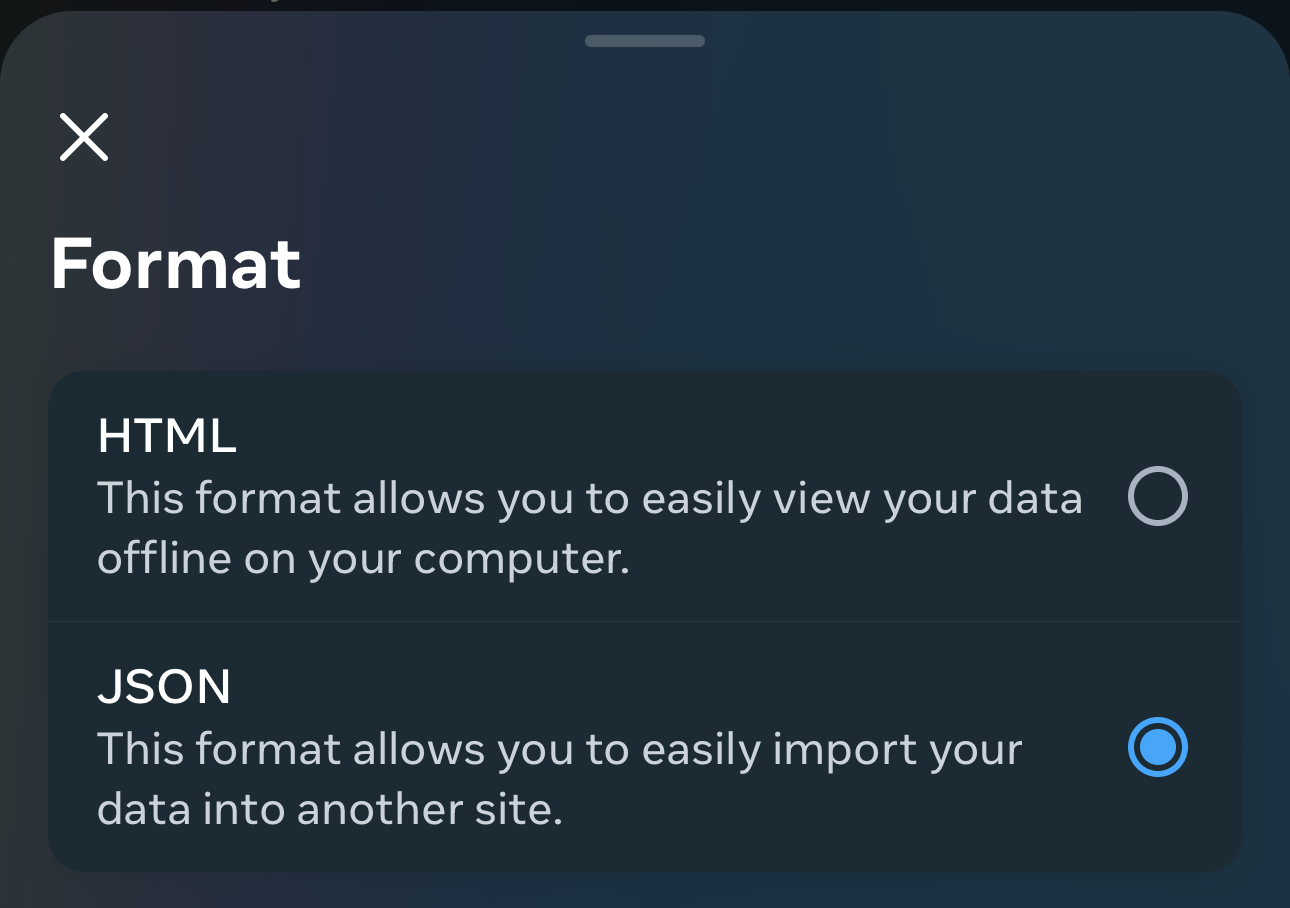 Format
HTML
This format allows you to easily view your data
offline on your computer.
JSON
This format allows you to easily import your
data into another site.